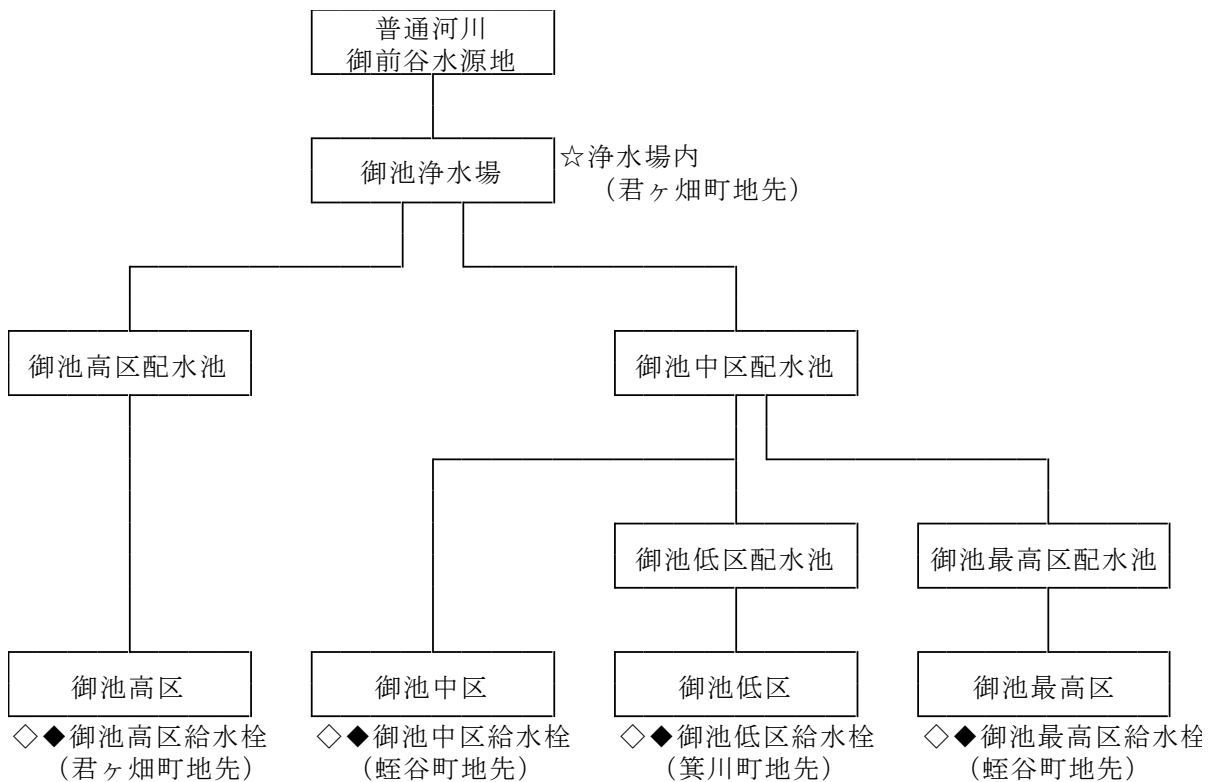 普通河川
御前谷水源地
御池浄水場
☆浄水場内
（君ヶ畑町地先）
御池高区配水池
御池中区配水池
御池低区配水池
御池最高区配水池
御池高区
御池中区
御池低区
御池最高区
◇◆御池高区給水栓
（君ヶ畑町地先）
◇◆御池中区給水栓
（蛭谷町地先）
◇◆御池低区給水栓
（箕川町地先）
◇◆御池最高区給水栓
（蛭谷町地先）